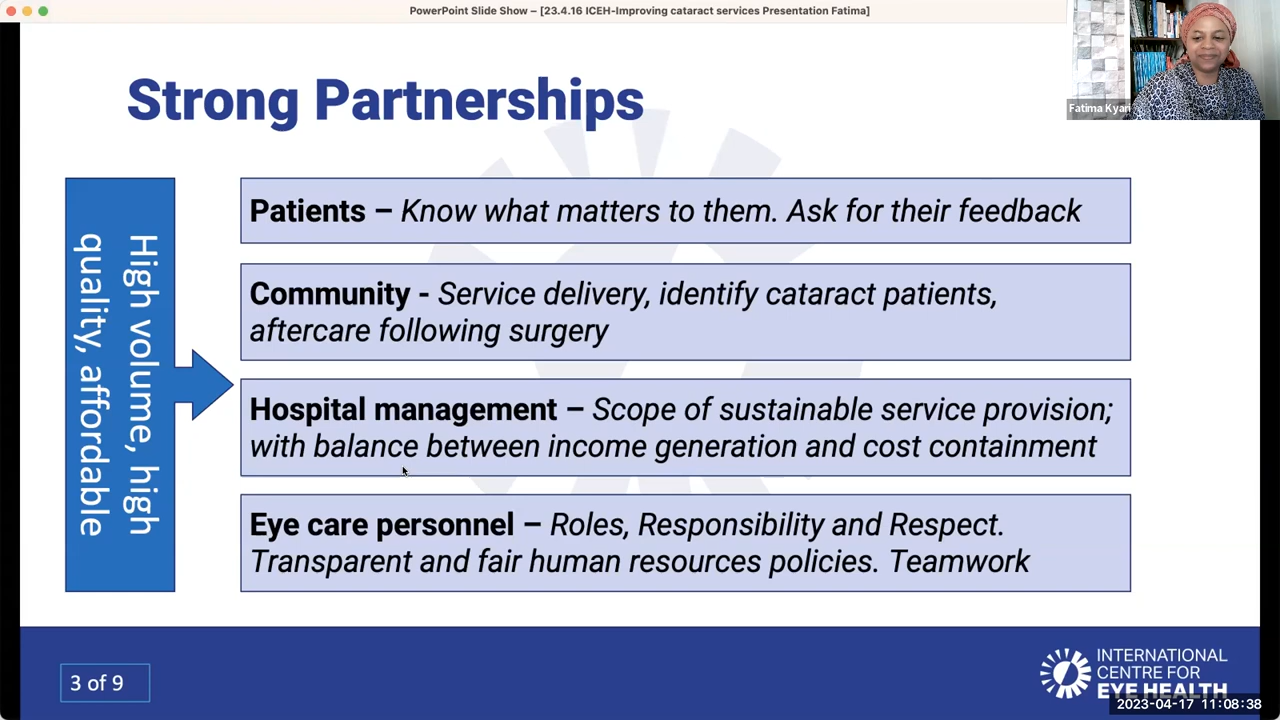 PowerPoint Slide Show – [23.4.16 ICEH-Improving cataract services Presentation Fatima]
Fatima Kyari
Strong Partnerships
High volume, high
quality, affordable
Patients – Know what matters to them. Ask for their feedback
Community - Service delivery, identify cataract patients,
aftercare following surgery
Hospital management – Scope of sustainable service provision;
with balance between income generation and cost containment
Eye care personnel – Roles, Responsibility and Respect.
Transparent and fair human resources policies. Teamwork
3 of 9
INTERNATIONAL
CENTRE FOR
EYE HEALTH
2023-04-17 11:08:38